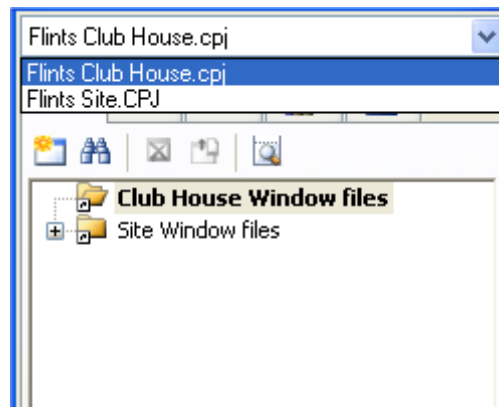 Flints Club House.cpj
Flints Club House.cpj
Flints Site.CPJ
Club House Window files
Site Window files